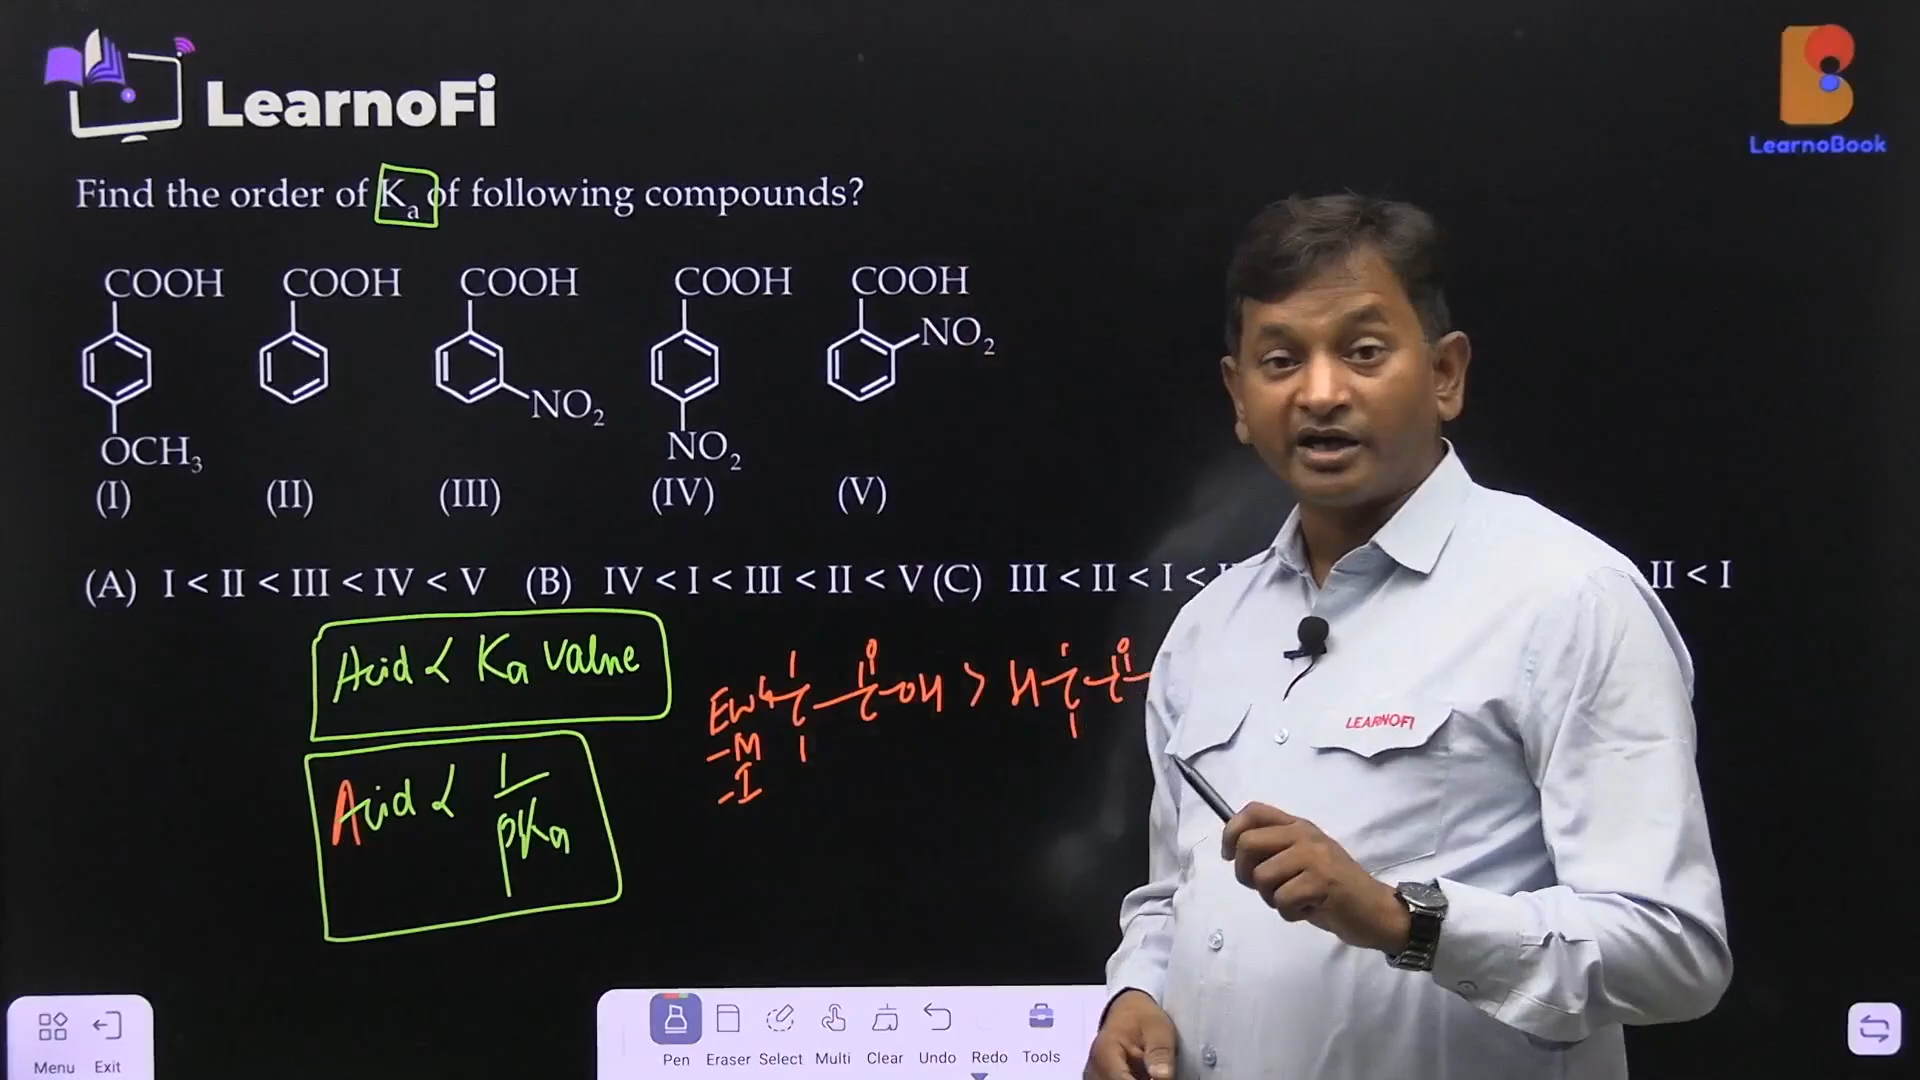 LearnoFi
LearnoBook
Find the order of Kₐ of following compounds?
COOH COOH COOH COOH COOH
NO₂
NO₂
OCH₃ NO₂
(I) (II) (III) (IV) (V)
(A) I < II < III < IV < V (B) IV < I < III < II < V (C) III < II < I < II < I
Acid ∝ Ka value
EWG C C OH > H C C
O O
-M
-I
Acid ∝ 1
pKa
LEARNOFI
Menu Exit
Pen Eraser Select Multi Clear Undo Redo Tools